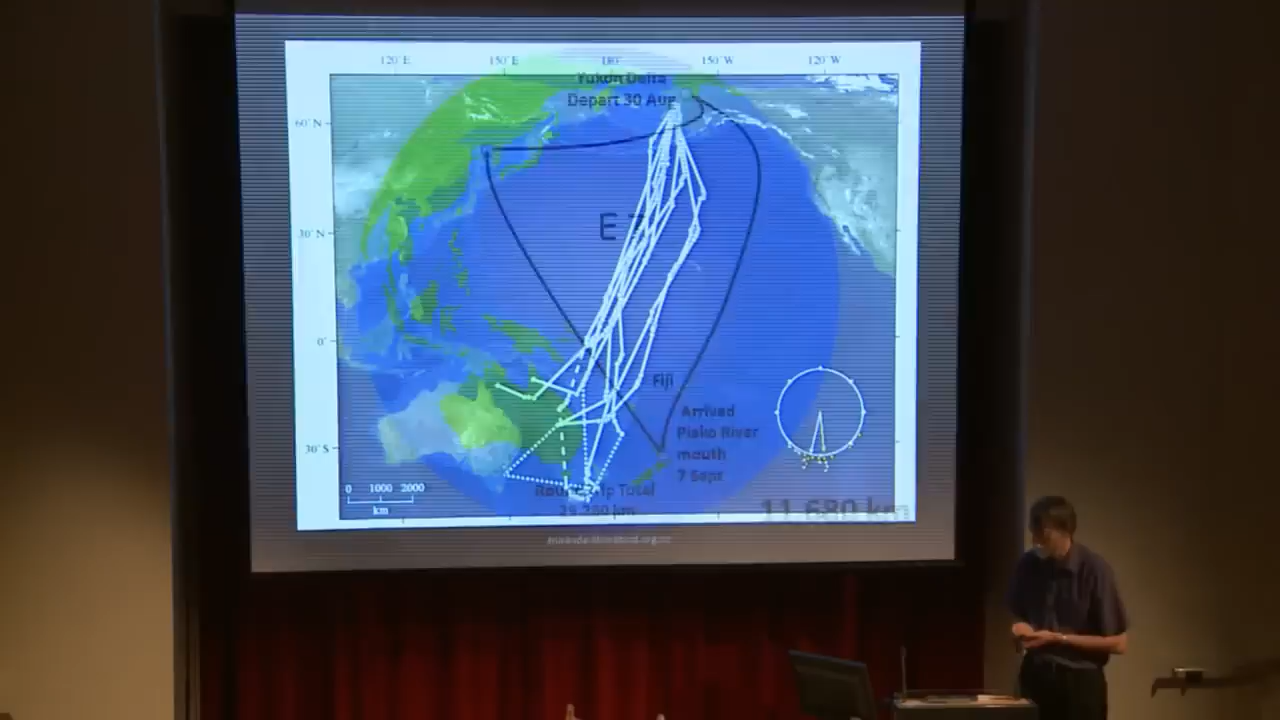 120° E
150° E
180°
150° W
120° W
Yukon Delta
Depart 30 Aug
60° N
30° N
E7
0°
Fiji
Arrived
Piako River
mouth
7 Sept
30° S
0 1000 2000
km
Total
11,680 km